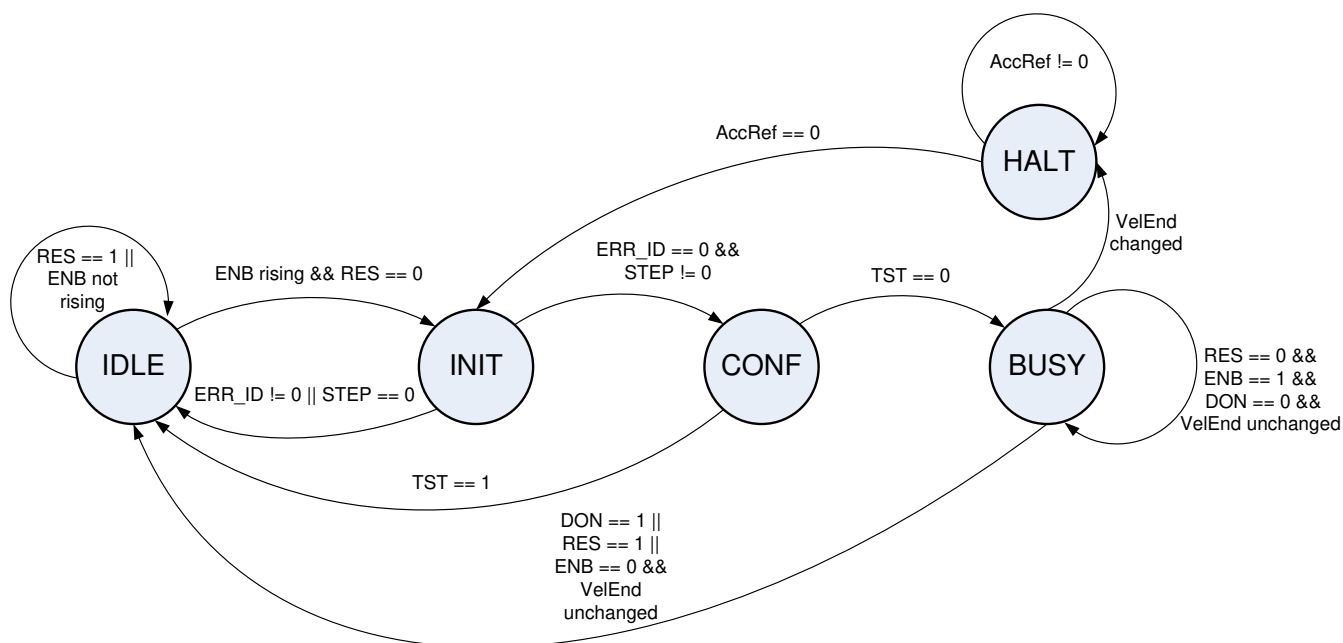 AccRef != 0
HALT
AccRef == 0
VelEnd
changed
RES == 1 ||
ENB not
rising
ENB rising && RES == 0
ERR_ID == 0 &&
STEP != 0
TST == 0
IDLE
INIT
CONF
BUSY
RES == 0 &&
ENB == 1 &&
DON == 0 &&
VelEnd unchanged
ERR_ID != 0 || STEP == 0
TST == 1
DON == 1 ||
RES == 1 ||
ENB == 0 &&
VelEnd
unchanged